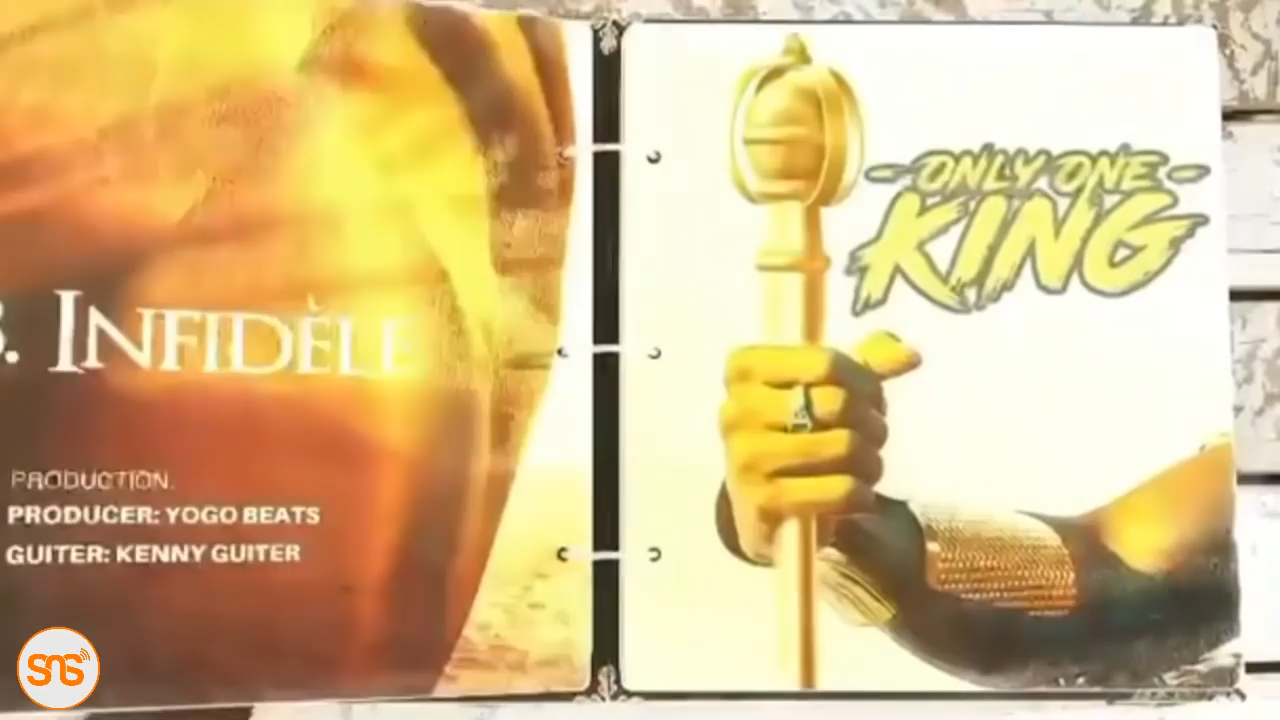 3. INFIDÈLE
PRODUCTION.
PRODUCER: YOGO BEATS
GUITER: KENNY GUITER
- ONLY ONE -
KING
SNS